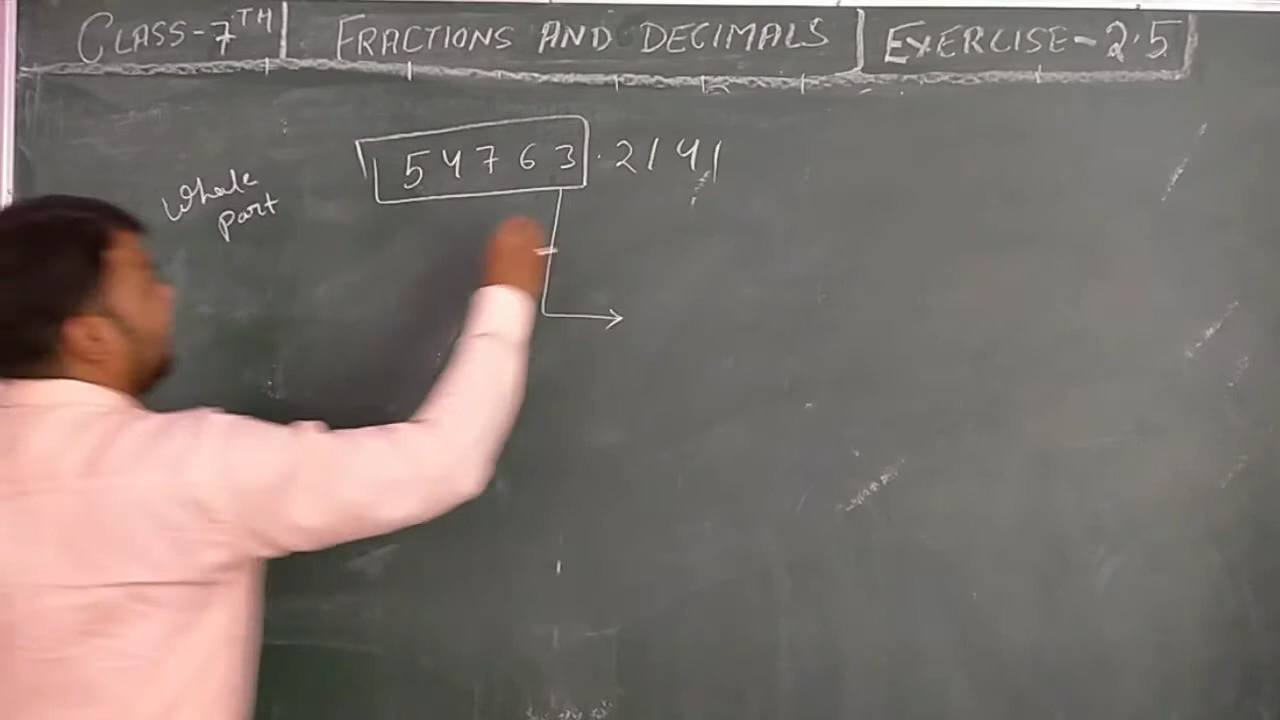 CLASS-7TH FRACTIONS AND DECIMALS EXERCISE-2.5
54763.2141
Whole
part